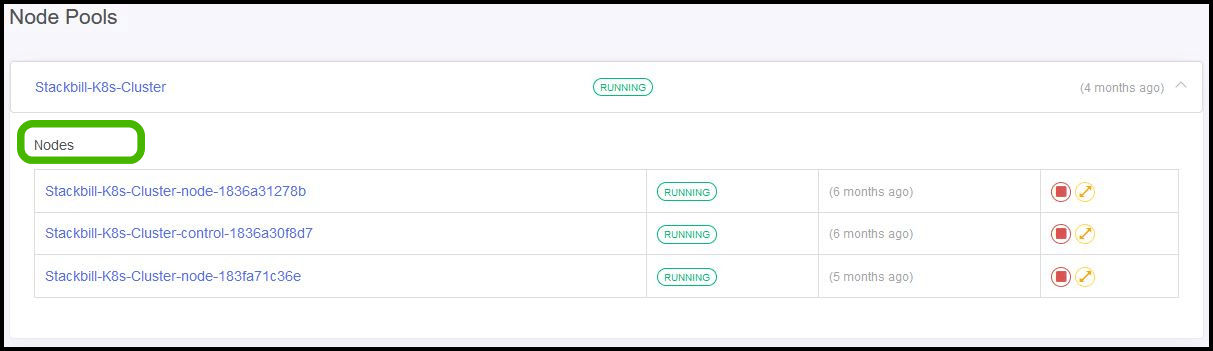 Node Pools
Stackbill-K8s-Cluster RUNNING (4 months ago)
Nodes
Stackbill-K8s-Cluster-node-1836a31278b RUNNING (6 months ago)
Stackbill-K8s-Cluster-control-1836a30f8d7 RUNNING (6 months ago)
Stackbill-K8s-Cluster-node-183fa71c36e RUNNING (5 months ago)